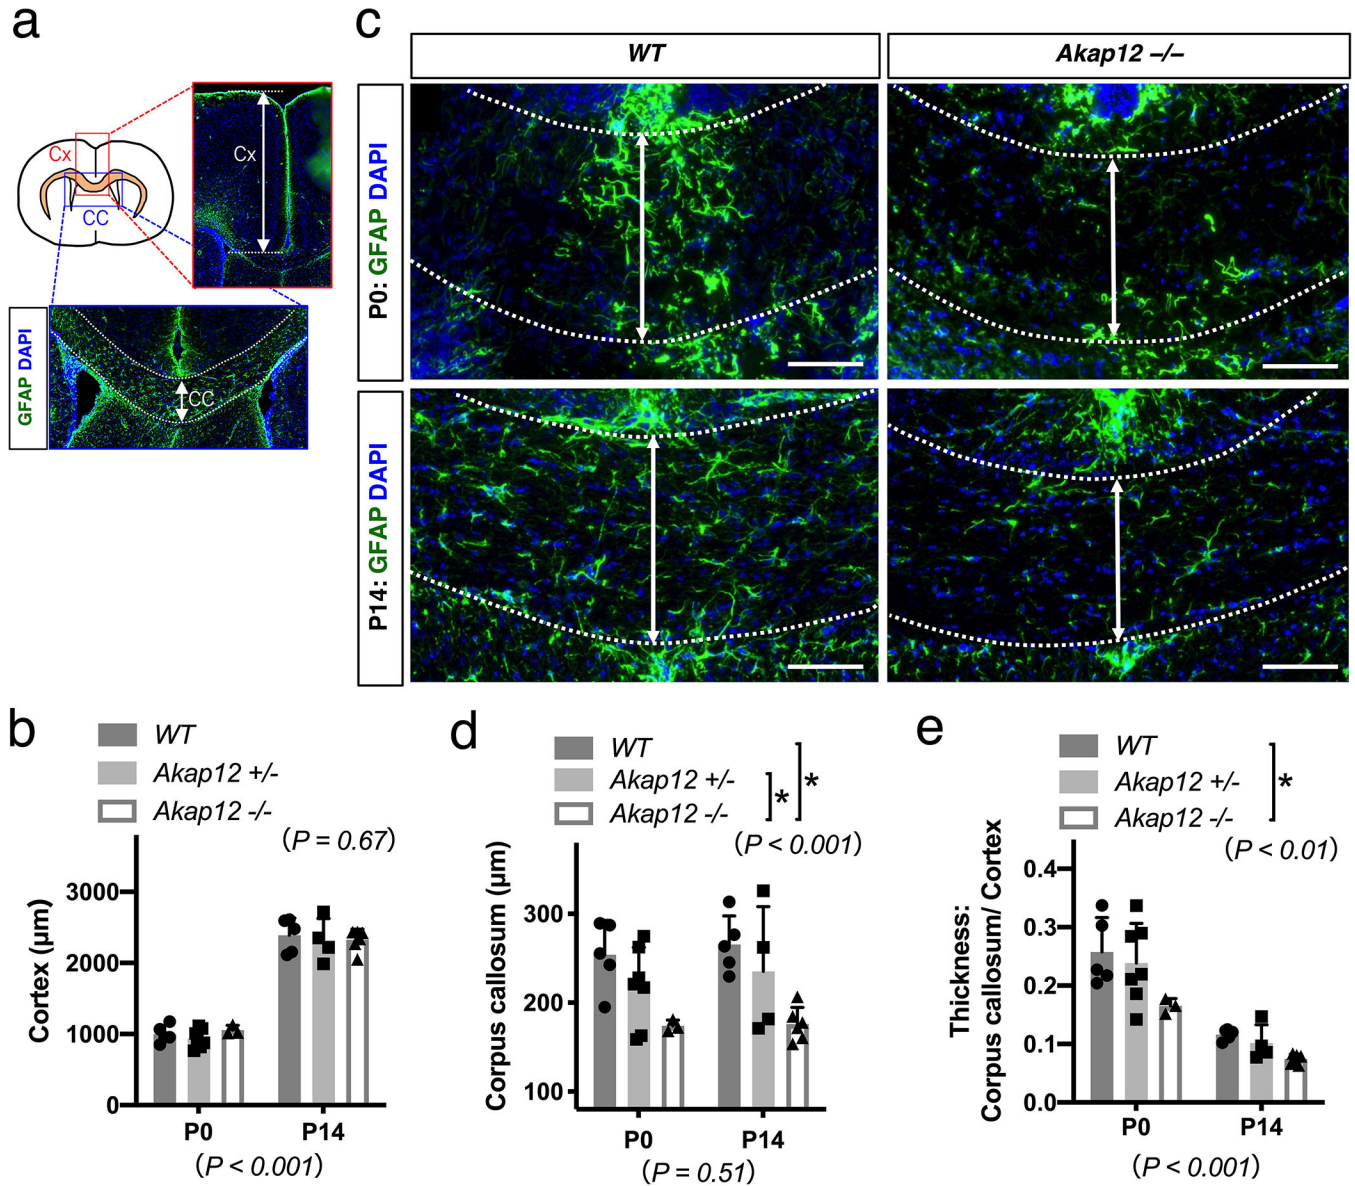 a
Cx
CC
Cx
GFAP DAPI
CC
c
WT
Akap12 –/–
P0: GFAP DAPI
P14: GFAP DAPI
b
WT
Akap12 +/-
Akap12 -/-
(P = 0.67)
Cortex (μm)
3000
2000
1000
0
P0
P14
(P < 0.001)
d
WT
Akap12 +/-
Akap12 -/-
*
*
(P < 0.001)
Corpus callosum (μm)
300
200
100
P0
P14
(P = 0.51)
e
WT
Akap12 +/-
Akap12 -/-
*
(P < 0.01)
Thickness:
Corpus callosum/ Cortex
0.4
0.3
0.2
0.1
0.0
P0
P14
(P < 0.001)